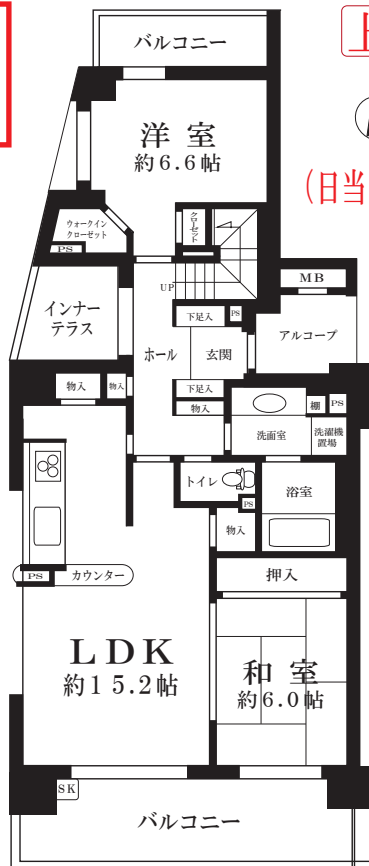 バルコニー
上
洋 室
約6.6帖
(日当
ウォークイン
クローゼット
クローゼット
PS
MB
インナー
テラス
UP
下足入
PS
アルコーブ
ホール
玄関
下足入
物入
物入
物入
棚
PS
洗面室
洗濯機
置場
トイレ
浴室
PS
物入
PS
カウンター
押入
LDK
約15.2帖
和 室
約6.0帖
SK
バルコニー